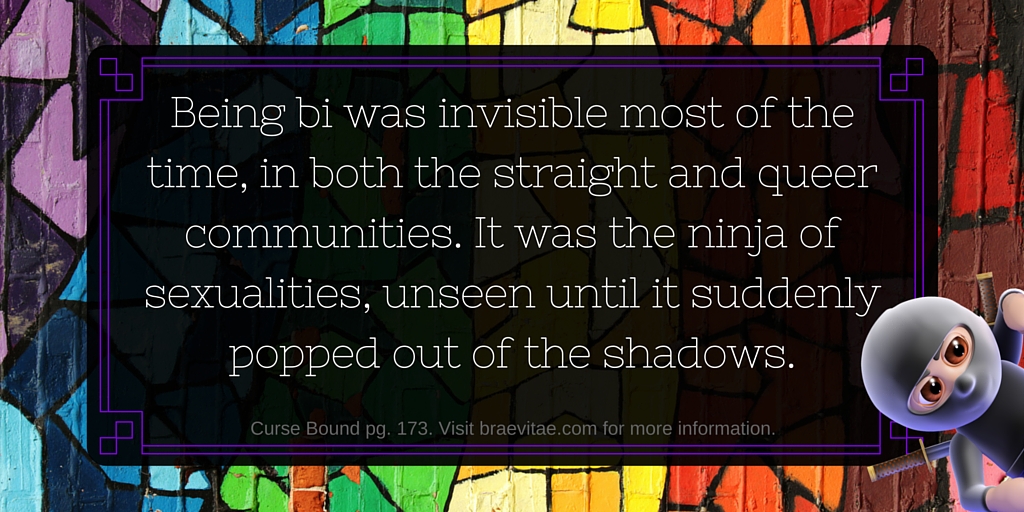 Being bi was invisible most of the
time, in both the straight and queer
communities. It was the ninja of
sexualities, unseen until it suddenly
popped out of the shadows.
Curse Bound pg. 173. Visit braevitae.com for more information.